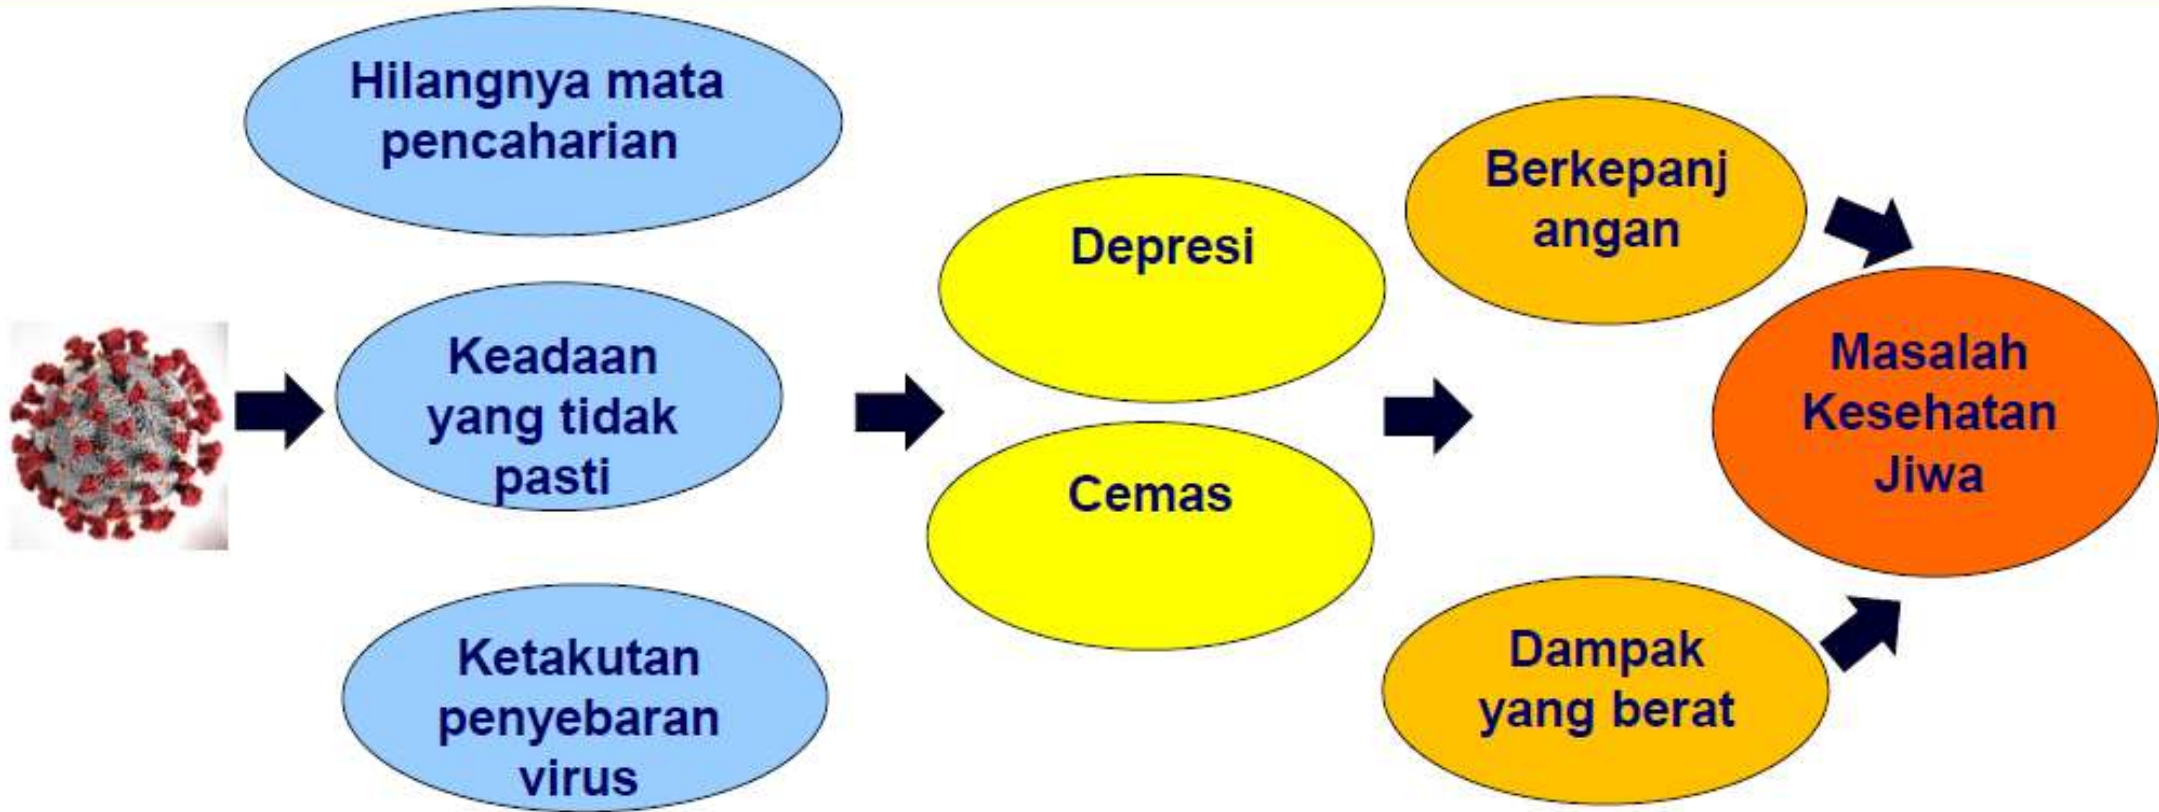 Hilangnya mata
pencaharian
Keadaan
yang tidak
pasti
Ketakutan
penyebaran
virus
Depresi
Cemas
Berkepanj
angan
Dampak
yang berat
Masalah
Kesehatan
Jiwa